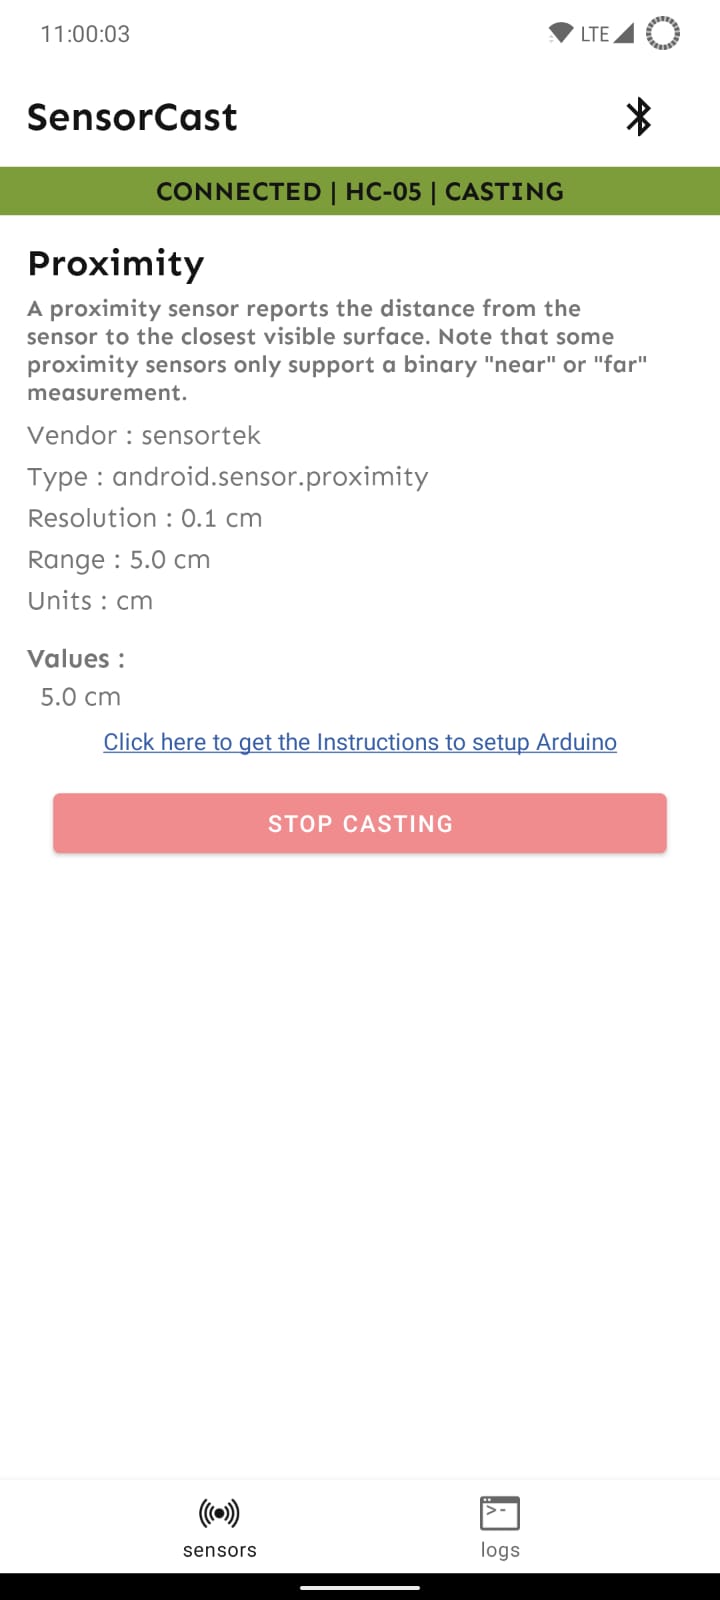 11:00:03 LTE
SensorCast
CONNECTED | HC-05 | CASTING
Proximity
A proximity sensor reports the distance from the
sensor to the closest visible surface. Note that some
proximity sensors only support a binary "near" or "far"
measurement.
Vendor : sensortek
Type : android.sensor.proximity
Resolution : 0.1 cm
Range : 5.0 cm
Units : cm
Values :
5.0 cm
Click here to get the Instructions to setup Arduino
STOP CASTING
sensors logs